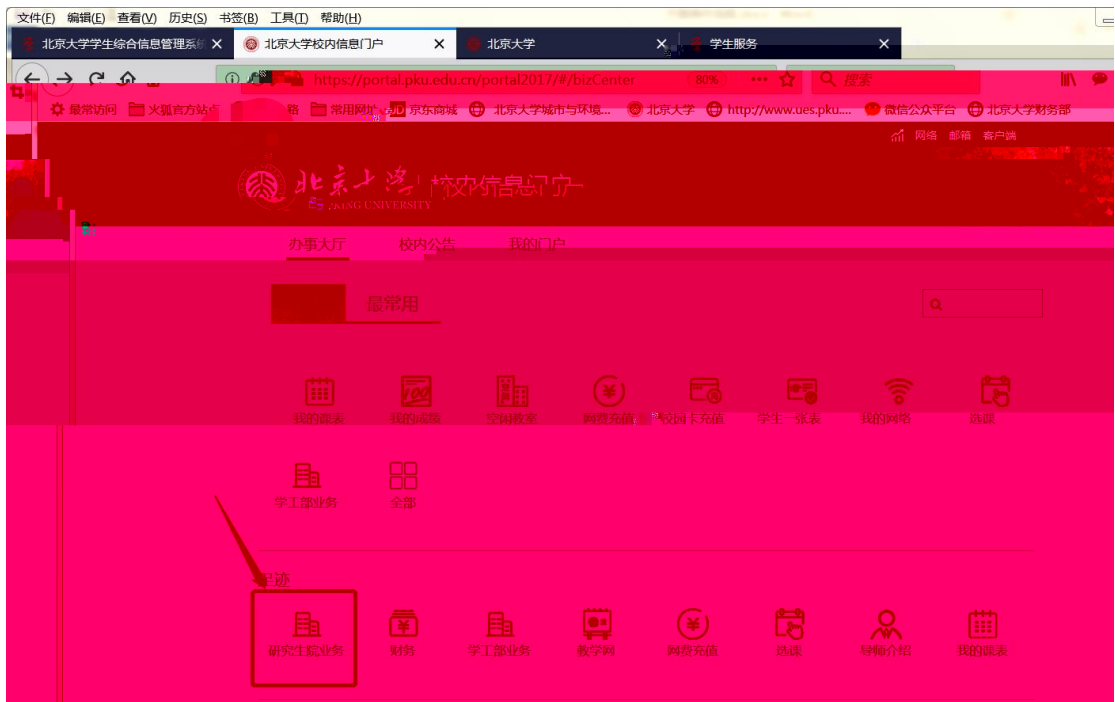 文件(F) 编辑(E) 查看(V) 历史(S) 书签(B) 工具(T) 帮助(H)
北京大学学生综合信息管理系统 北京大学校内信息门户 北京大学 学生服务
https://portal.pku.edu.cn/portal2017/#/bizCenter 80% 搜索
最常访问 火狐官方站点 常用网址 京东商城 北京大学城市与环境... 北京大学 http://www.ues.pku.... 微信公众平台 北京大学财务部
网络 邮箱 客户端
北京大学 校内信息门户
PEKING UNIVERSITY
办事大厅 校内公告 我的门户
最常用
我的课表 我的成绩 空闲教室 网费充值 校园卡充值 学生一张表 我的网络 选课
学工部业务 全部
足迹
研究生院业务 财务 学工部业务 教学网 网费充值 选课 导师介绍 我的课表